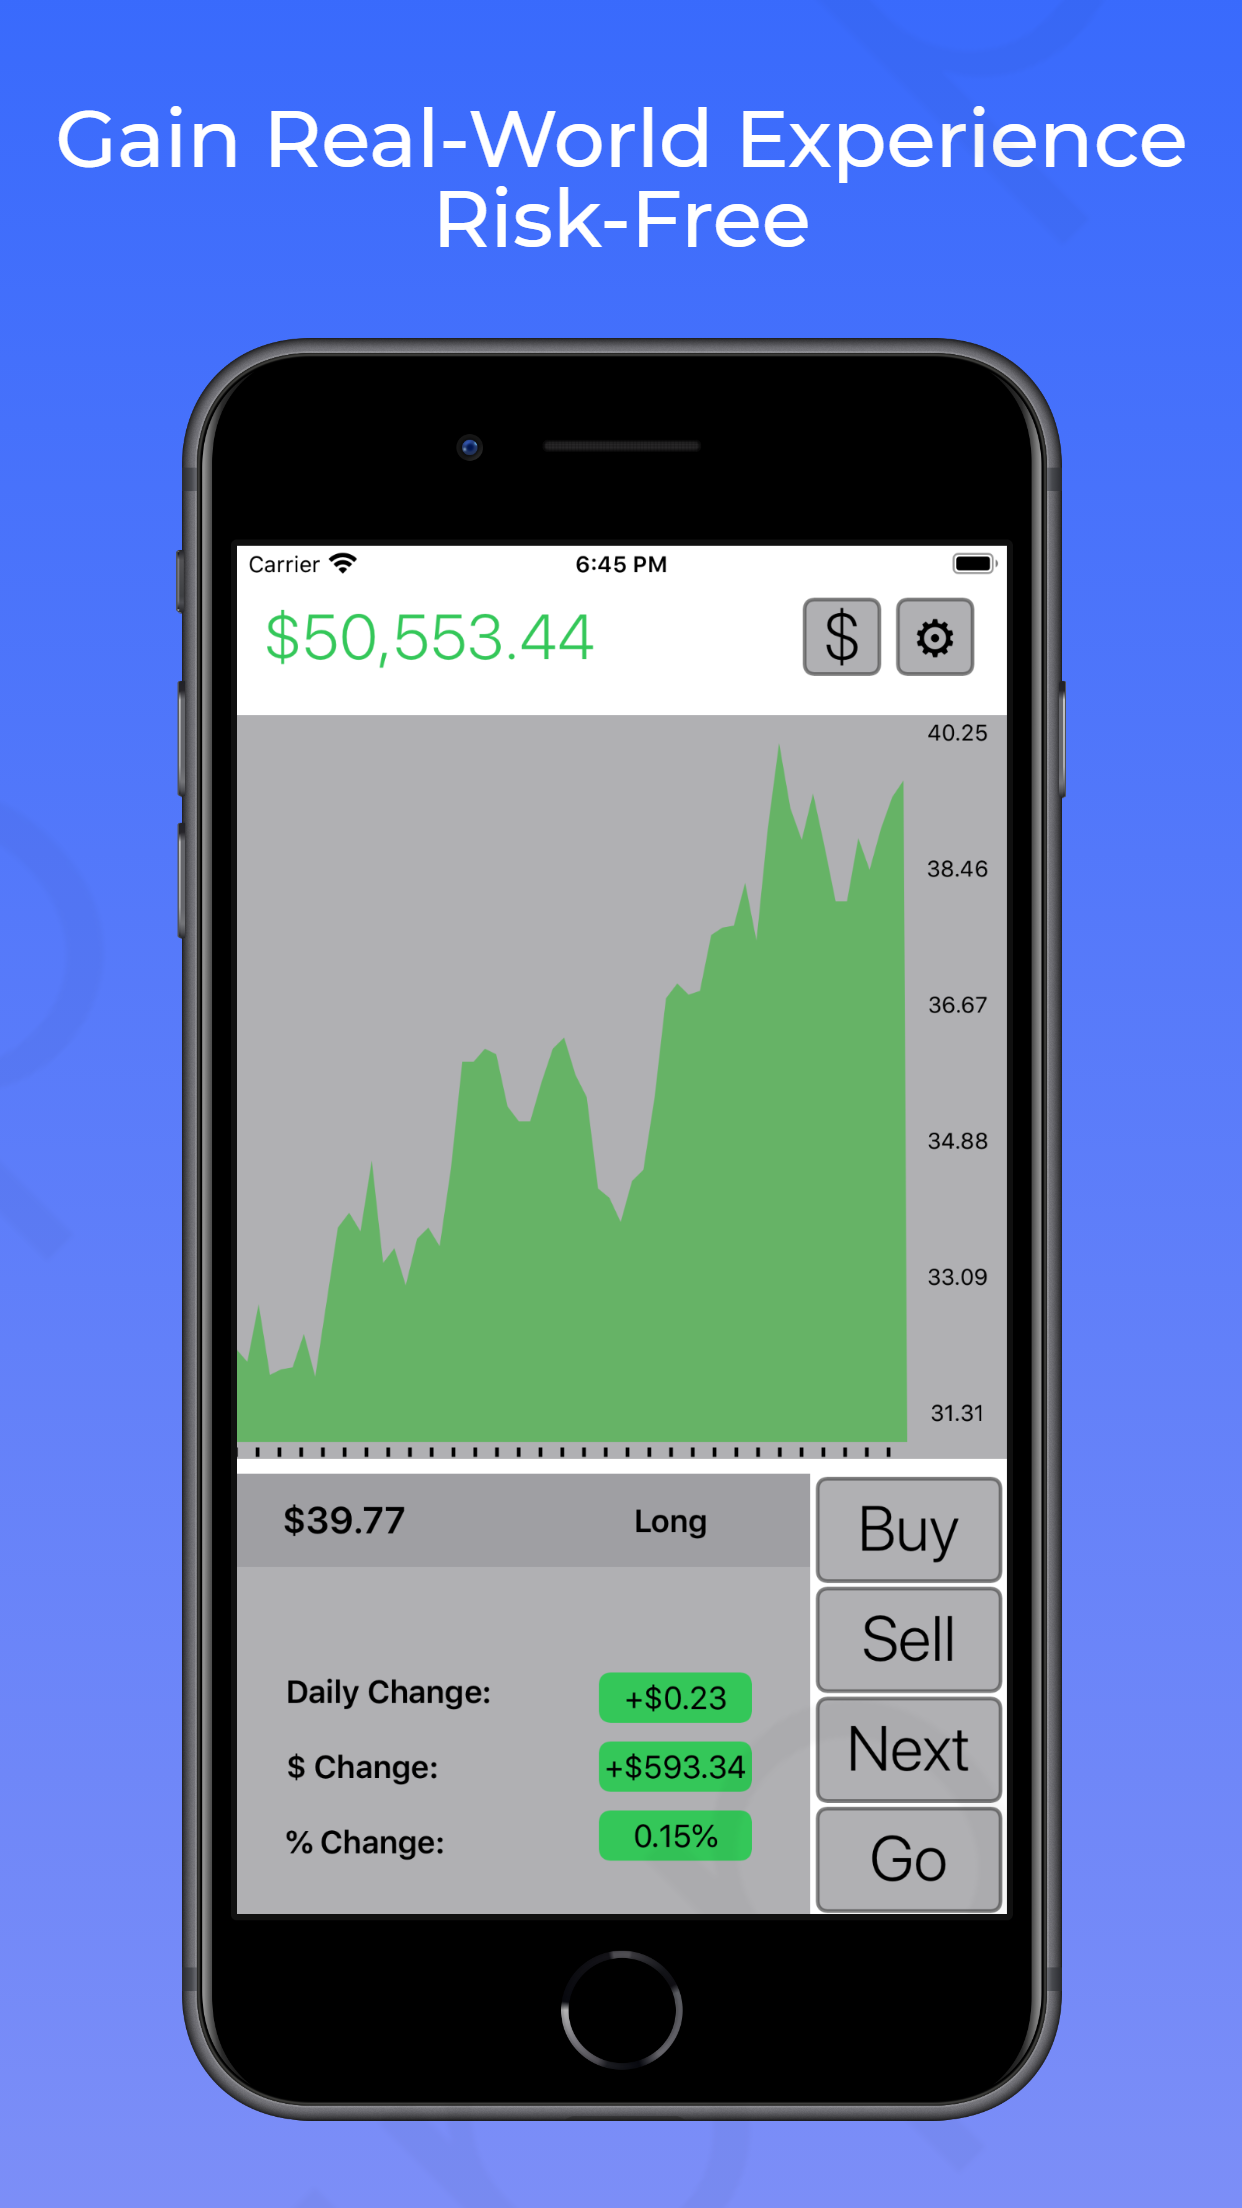 Gain Real-World Experience
Risk-Free
Carrier 6:45 PM
$50,553.44 $
40.25
38.46
36.67
34.88
33.09
31.31
$39.77 Long
Buy
Sell
Daily Change: +$0.23
Next
$ Change: +$593.34
% Change: 0.15%
Go